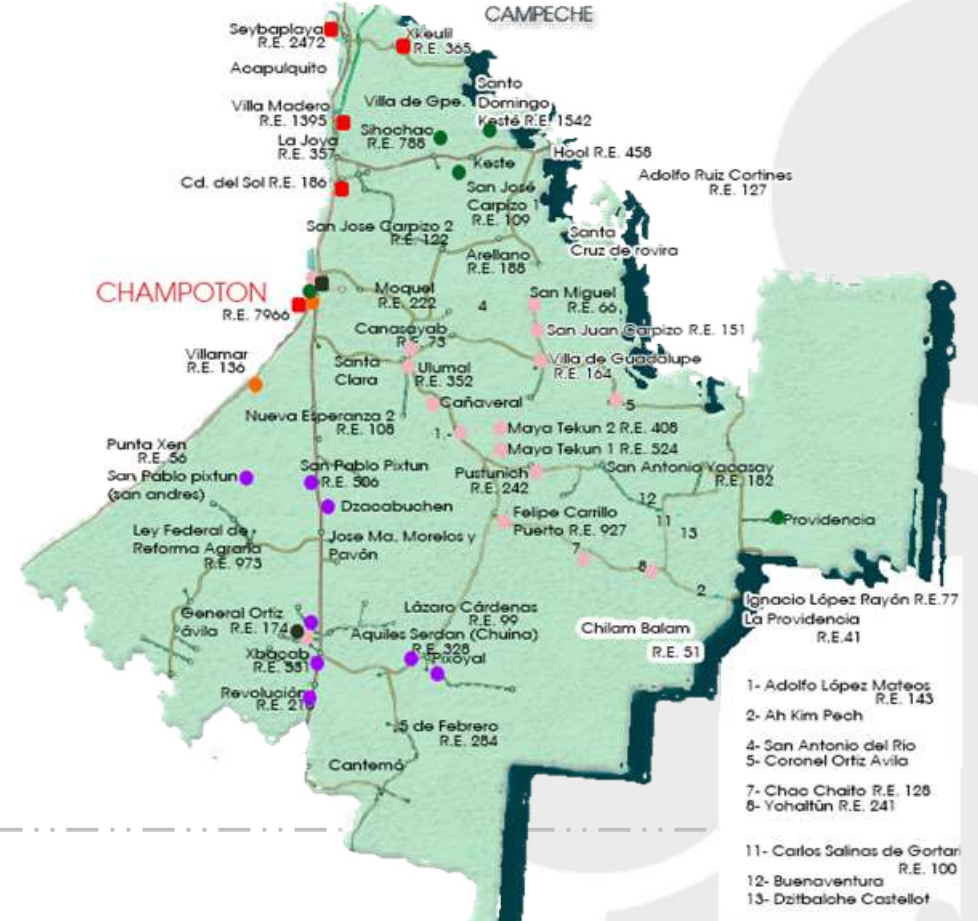 CAMPECHE
Seybaplaya
R.E. 2472
Xkeulil
R.E. 365
Acapulquito
Santo
Domingo
Kesté R.E. 1542
Villa Madero
R.E. 1395
Villa de Gpe.
Sihochac
R.E. 788
La Joya
R.E. 357
Hool R.E. 458
Keste
Adolfo Ruiz Cortines
R.E. 127
Cd. del Sol R.E. 186
San José
Carpizo 1
R.E. 109
San Jose Carpizo 2
R.E. 122
Santa
Cruz de rovira
Arellano
R.E. 188
CHAMPOTON
R.E. 7966
Moquel
R.E. 222
4
San Miguel
R.E. 66
Canasayab
R.E. 73
San Juan Carpizo R.E. 151
Villamar
R.E. 136
Santa
Clara
Ulumal
R.E. 352
Villa de Guadalupe
R.E. 164
Cañaveral
5
Nueva Esperanza 2
R.E. 108
1.-
Maya Tekun 2 R.E. 408
Maya Tekun 1 R.E. 524
Punta Xen
R.E. 56
San Pablo pixtun
(san andres)
San Pablo Pixtun
R.E. 506
Pustunich
R.E. 242
San Antonio Yacasay
R.E. 182
Dzacabuchen
12
11
13
Felipe Carrillo
Puerto R.E. 927
Providencia
Ley Federal de
Reforma Agraria
R.E. 973
Jose Ma. Morelos y
Pavón
7
8
2
Ignacio López Rayón R.E.77
La Providencia
R.E.41
General Ortiz
ávila R.E. 174
Lázaro Cárdenas
R.E. 99
Aquiles Serdan (Chuina)
R.E. 328
Chilam Balam
R.E. 51
Xbacab
R.E. 331
Pixoyal
Revolución
R.E. 215
5 de Febrero
R.E. 284
Cantemó
1- Adolfo López Mateos
R.E. 143
2- Ah Kim Pech
4- San Antonio del Rio
5- Coronel Ortiz Avila
7- Chac Chaito R.E. 128
8- Yohaltún R.E. 241
11- Carlos Salinas de Gortari
R.E. 100
12- Buenaventura
13- Dzitbalche Castellot